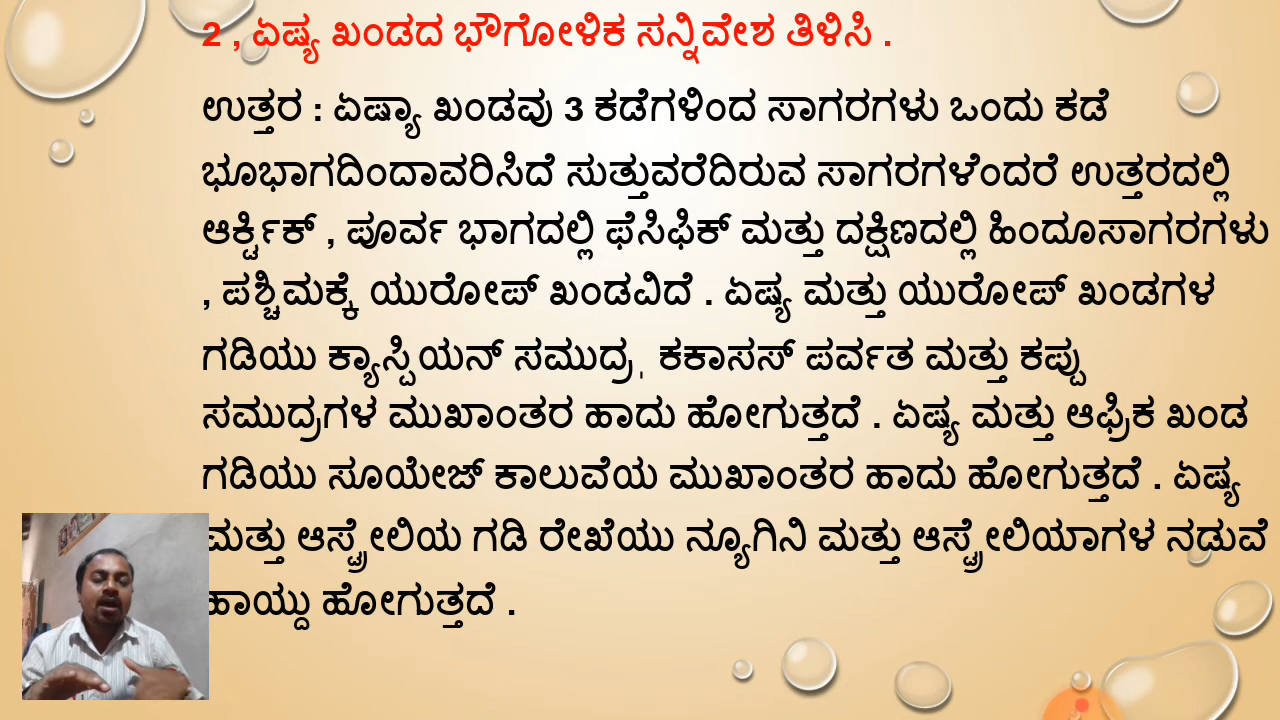 2 , ಏಷ್ಯ ಖಂಡದ ಭೌಗೋಳಿಕ ಸನ್ನಿವೇಶ ತಿಳಿಸಿ .
ಉತ್ತರ : ಏಷ್ಯಾ ಖಂಡವು 3 ಕಡೆಗಳಿಂದ ಸಾಗರಗಳು ಒಂದು ಕಡೆ
ಭೂಭಾಗದಿಂದಾವರಿಸಿದೆ ಸುತ್ತುವರೆದಿರುವ ಸಾಗರಗಳೆಂದರೆ ಉತ್ತರದಲ್ಲಿ
ಆರ್ಕ್ಟಿಕ್ , ಪೂರ್ವ ಭಾಗದಲ್ಲಿ ಫೆಸಿಫಿಕ್ ಮತ್ತು ದಕ್ಷಿಣದಲ್ಲಿ ಹಿಂದೂಸಾಗರಗಳು
, ಪಶ್ಚಿಮಕ್ಕೆ ಯುರೋಪ್ ಖಂಡವಿದೆ . ಏಷ್ಯ ಮತ್ತು ಯುರೋಪ್ ಖಂಡಗಳ
ಗಡಿಯು ಕ್ಯಾಸ್ಪಿಯನ್ ಸಮುದ್ರ , ಕಕಾಸಸ್ ಪರ್ವತ ಮತ್ತು ಕಪ್ಪು
ಸಮುದ್ರಗಳ ಮುಖಾಂತರ ಹಾದು ಹೋಗುತ್ತದೆ . ಏಷ್ಯ ಮತ್ತು ಆಫ್ರಿಕ ಖಂಡ
ಗಡಿಯು ಸೂಯೇಜ್ ಕಾಲುವೆಯ ಮುಖಾಂತರ ಹಾದು ಹೋಗುತ್ತದೆ . ಏಷ್ಯ
ಮತ್ತು ಆಸ್ಟ್ರೇಲಿಯ ಗಡಿ ರೇಖೆಯು ನ್ಯೂಗಿನಿ ಮತ್ತು ಆಸ್ಟ್ರೇಲಿಯಾಗಳ ನಡುವೆ
ಹಾಯ್ದು ಹೋಗುತ್ತದೆ .